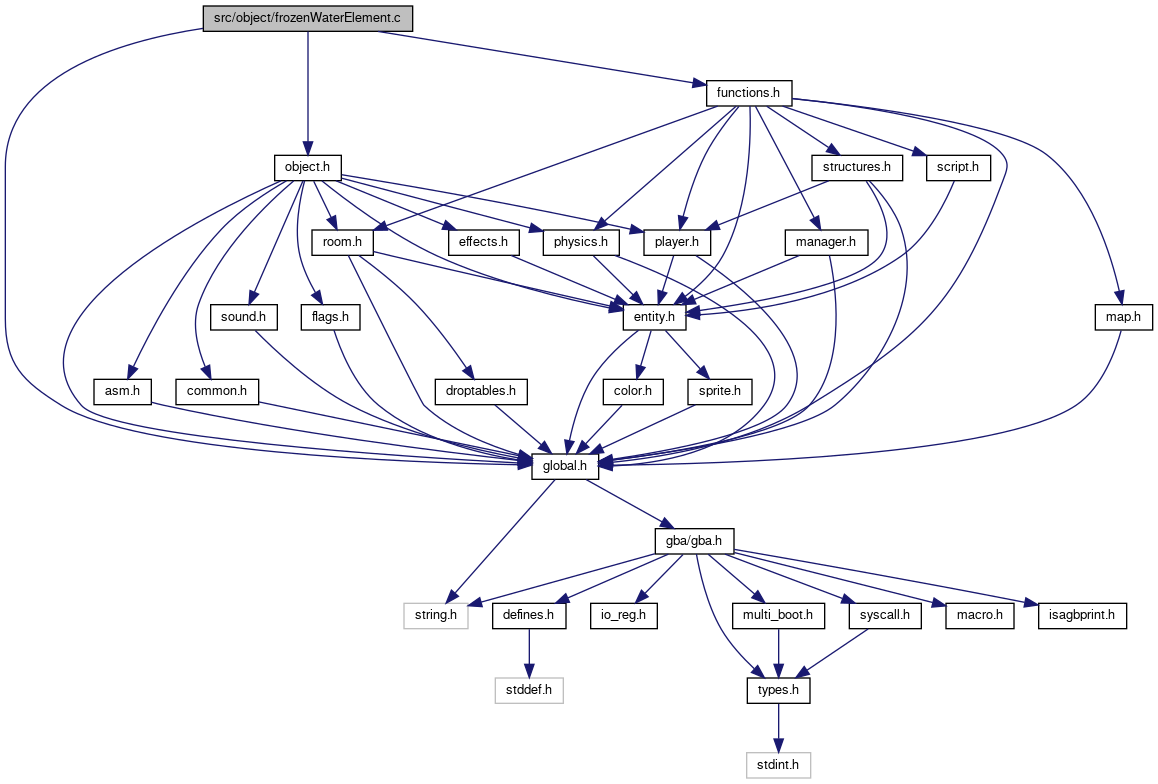 src/object/frozenWaterElement.c
functions.h
object.h
structures.h
script.h
room.h
effects.h
physics.h
player.h
manager.h
sound.h
flags.h
entity.h
map.h
asm.h
common.h
droptables.h
color.h
sprite.h
global.h
gba/gba.h
string.h
defines.h
io_reg.h
multi_boot.h
syscall.h
macro.h
isagbprint.h
stddef.h
types.h
stdint.h